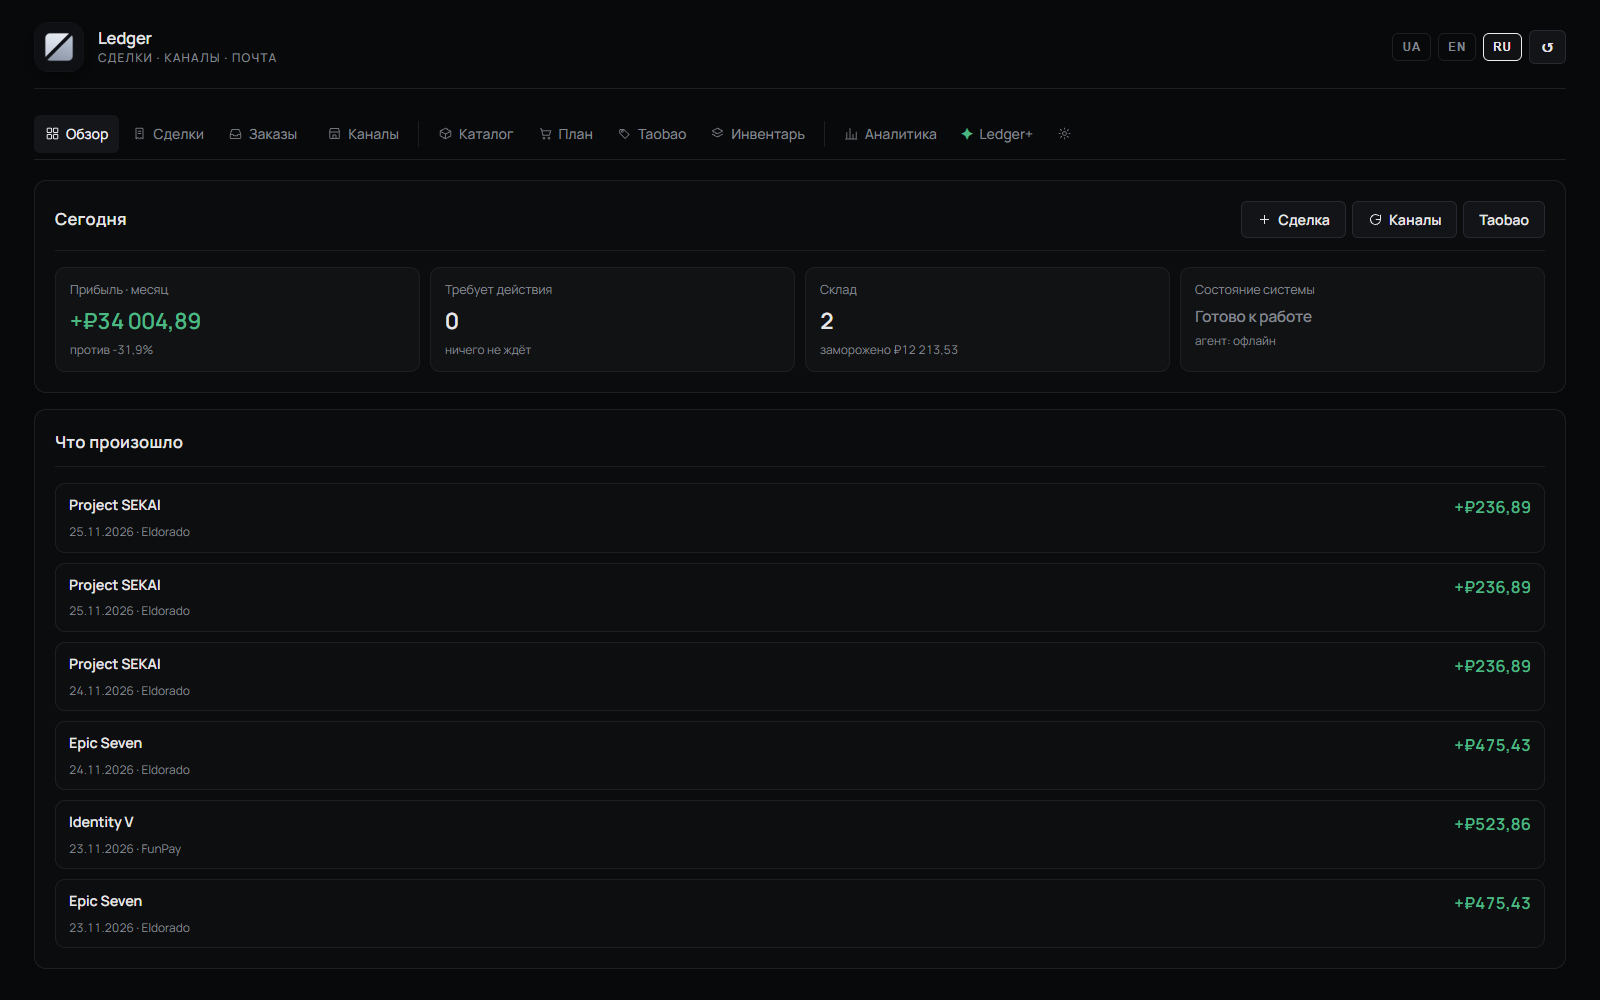 Ledger
СДЕЛКИ · КАНАЛЫ · ПОЧТА
UA EN RU
Обзор Сделки Заказы Каналы Каталог План Taobao Инвентарь Аналитика Ledger+
Сегодня
+ Сделка Каналы Taobao
Прибыль · месяц
+₽34 004,89
против -31,9%
Требует действия
0
ничего не ждёт
Склад
2
заморожено ₽12 213,53
Состояние системы
Готово к работе
агент: офлайн
Что произошло
Project SEKAI
+₽236,89
25.11.2026 · Eldorado
Project SEKAI
+₽236,89
25.11.2026 · Eldorado
Project SEKAI
+₽236,89
24.11.2026 · Eldorado
Epic Seven
+₽475,43
24.11.2026 · Eldorado
Identity V
+₽523,86
23.11.2026 · FunPay
Epic Seven
+₽475,43
23.11.2026 · Eldorado